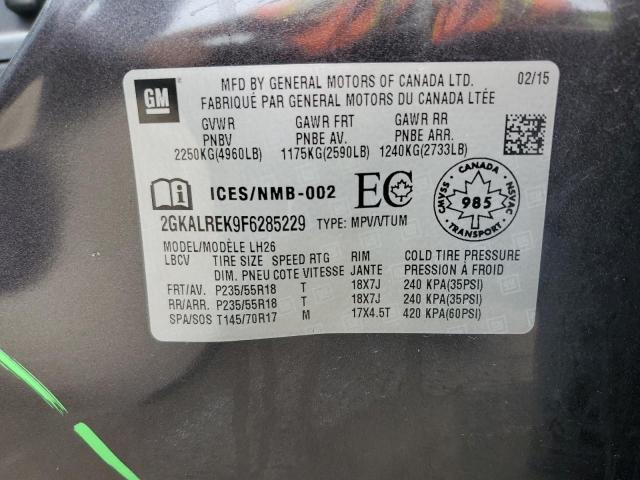 GM
MFD BY GENERAL MOTORS OF CANADA LTD. 02/15
FABRIQUÉ PAR GENERAL MOTORS DU CANADA LTÉE
GVWR GAWR FRT GAWR RR
PNBV PNBE AV. PNBE ARR.
2250KG(4960LB) 1175KG(2590LB) 1240KG(2733LB)
ICES/NMB-002 EC
CANADA
CMVSS 985 NSVAC
2GKALREK9F6285229 TYPE: MPV/VTUM
MODEL/MODÈLE LH26
LBCV TIRE SIZE SPEED RTG RIM COLD TIRE PRESSURE
DIM. PNEU COTE VITESSE JANTE PRESSION À FROID
FRT/AV. P235/55R18 T 18X7J 240 KPA(35PSI)
RR/ARR. P235/55R18 T 18X7J 240 KPA(35PSI)
SPA/SOS T145/70R17 M 17X4.5T 420 KPA(60PSI)